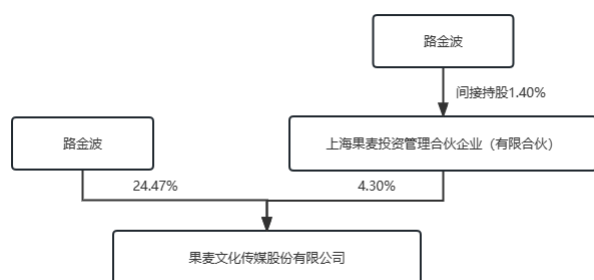 路金波
间接持股1.40%
路金波
上海果麦投资管理合伙企业（有限合伙）
24.47%
4.30%
果麦文化传媒股份有限公司